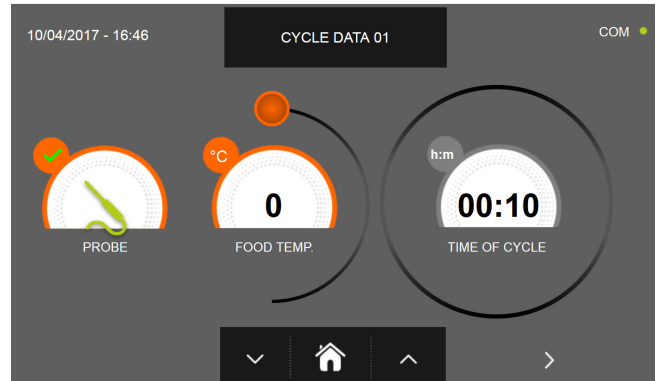 10/04/2017 - 16:46
CYCLE DATA 01
COM
°C
h:m
0
00:10
PROBE
FOOD TEMP.
TIME OF CYCLE